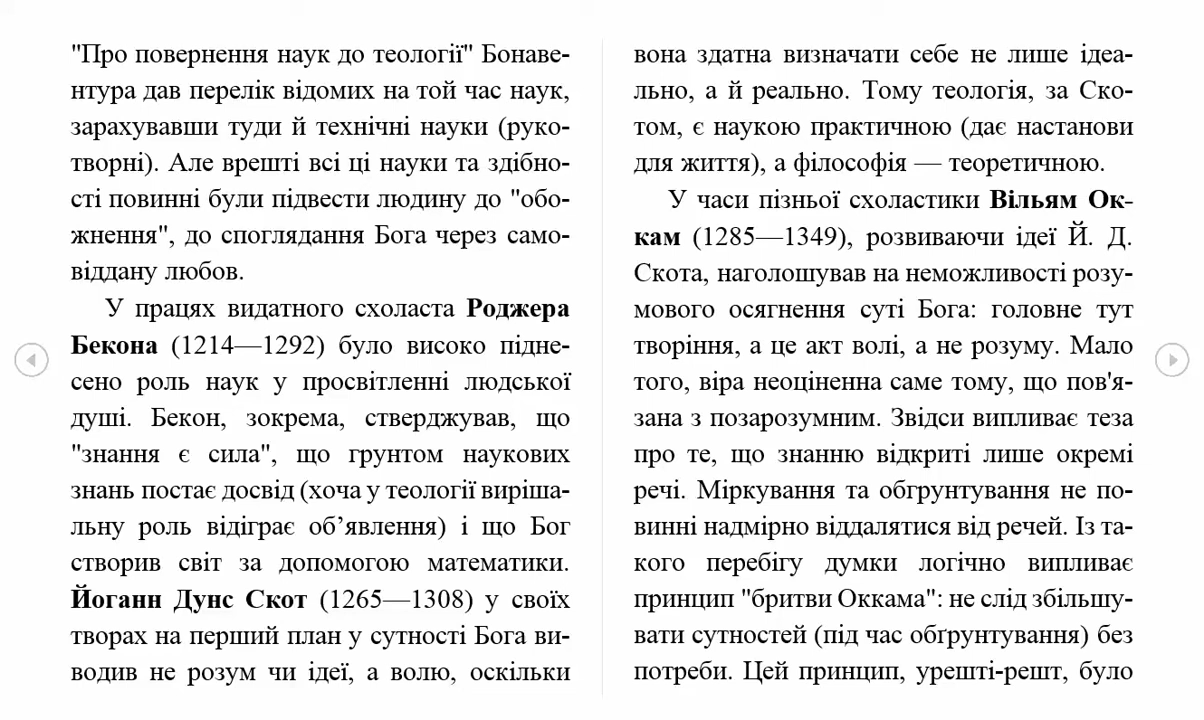 "Про повернення наук до теології" Бонаве-
нтура дав перелік відомих на той час наук,
зарахувавши туди й технічні науки (руко-
творні). Але врешті всі ці науки та здібно-
сті повинні були підвести людину до "обо-
жнення", до споглядання Бога через само-
віддану любов.
У працях видатного схоласта Роджера
Бекона (1214—1292) було високо підне-
сено роль наук у просвітленні людської
душі. Бекон, зокрема, стверджував, що
"знання є сила", що грунтом наукових
знань постає досвід (хоча у теології виріша-
льну роль відіграє об’явлення) і що Бог
створив світ за допомогою математики.
Йоганн Дунс Скот (1265—1308) у своїх
творах на перший план у сутності Бога ви-
водив не розум чи ідеї, а волю, оскільки
вона здатна визначати себе не лише ідеа-
льно, а й реально. Тому теологія, за Ско-
том, є наукою практичною (дає настанови
для життя), а філософія — теоретичною.
У часи пізньої схоластики Вільям Ок-
кам (1285—1349), розвиваючи ідеї Й. Д.
Скота, наголошував на неможливості розу-
мового осягнення суті Бога: головне тут
творіння, а це акт волі, а не розуму. Мало
того, віра неоціненна саме тому, що пов'я-
зана з позарозумним. Звідси випливає теза
про те, що знанню відкриті лише окремі
речі. Міркування та обгрунтування не по-
винні надмірно віддалятися від речей. Із та-
кого перебігу думки логічно випливає
принцип "бритви Оккама": не слід збільшу-
вати сутностей (під час обґрунтування) без
потреби. Цей принцип, урешті-решт, було